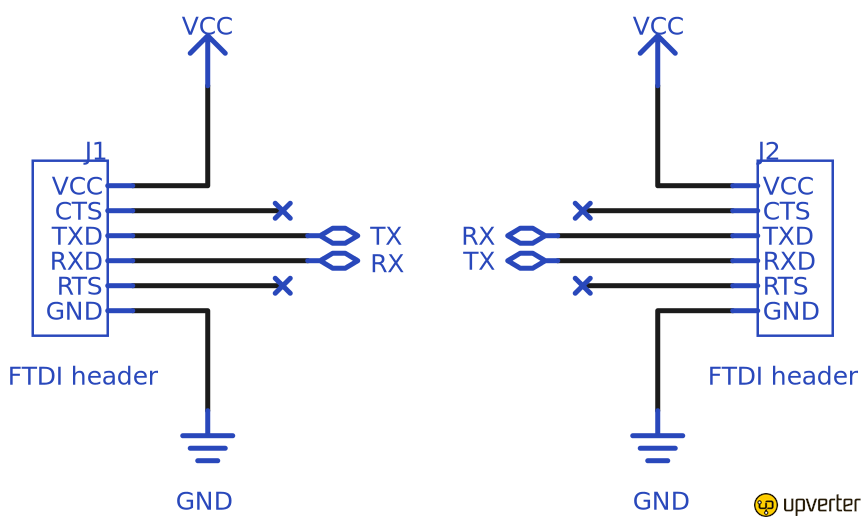 VCC
J1
VCC
CTS
TXD
RXD
RTS
GND
TX
RX
FTDI header
GND
VCC
J2
VCC
CTS
TXD
RXD
RTS
GND
RX
TX
FTDI header
GND
upverter